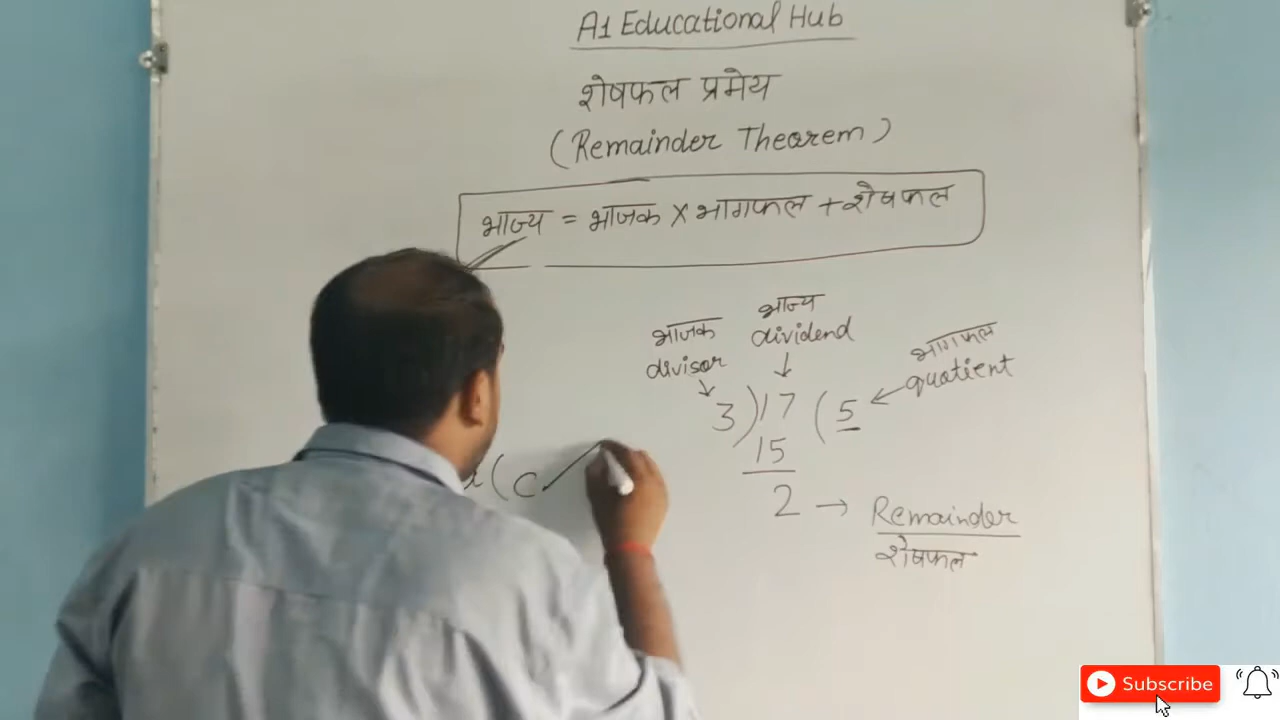 A1 Educational Hub
शेषफल प्रमेय
(Remainder Theorem)
भाज्य = भाजक X भागफल + शेषफल
भाजक
divisor
भाज्य
dividend
भागफल
quotient
3)17(5
15
2 → Remainder
शेषफल
(c
Subscribe